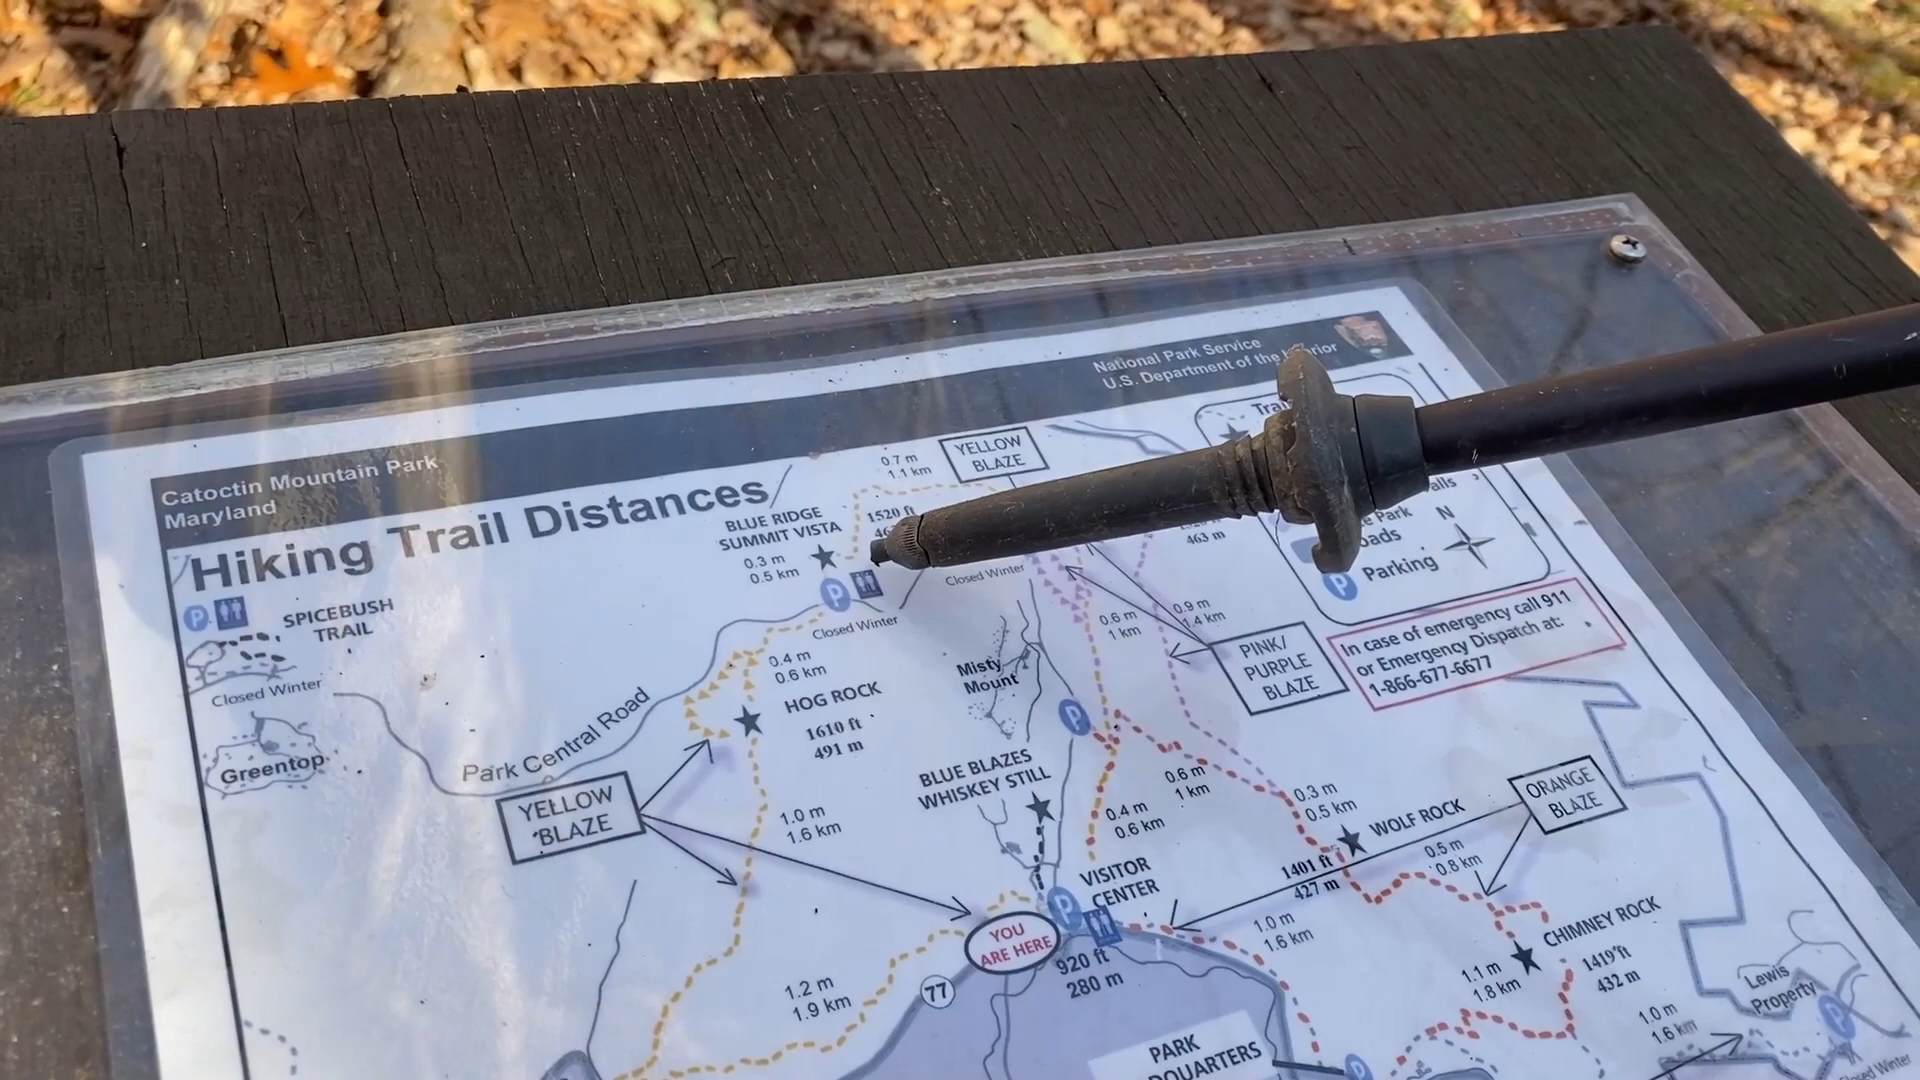 National Park Service
U.S. Department of the
Catoctin Mountain Park
Maryland
Hiking Trail Distances
P
SPICEBUSH
TRAIL
Closed Winter
Greentop
Park Central Road
YELLOW
BLAZE
BLUE RIDGE
SUMMIT VISTA
0.3 m
0.5 km
P
Closed Winter
0.7 m
1.1 km
YELLOW
BLAZE
1520 ft
Closed Winter
463 m
N
Parking
P
In case of emergency call 911
or Emergency Dispatch at:
1-866-677-6677
0.4 m
0.6 km
HOG ROCK
1610 ft
491 m
Misty
Mount
0.6 m
1 km
0.9 m
1.4 km
PINK/
PURPLE
BLAZE
P
BLUE BLAZES
WHISKEY STILL
1.0 m
1.6 km
0.4 m
0.6 km
0.6 m
1 km
0.3 m
0.5 km
WOLF ROCK
1401 ft
427 m
0.5 m
0.8 km
ORANGE
BLAZE
VISITOR
CENTER
P
YOU
ARE HERE
920 ft
280 m
77
1.2 m
1.9 km
1.0 m
1.6 km
CHIMNEY ROCK
1419 ft
432 m
1.1 m
1.8 km
Lewis
Property
P
1.0 m
1.6 km
Closed Winter
PARK
P